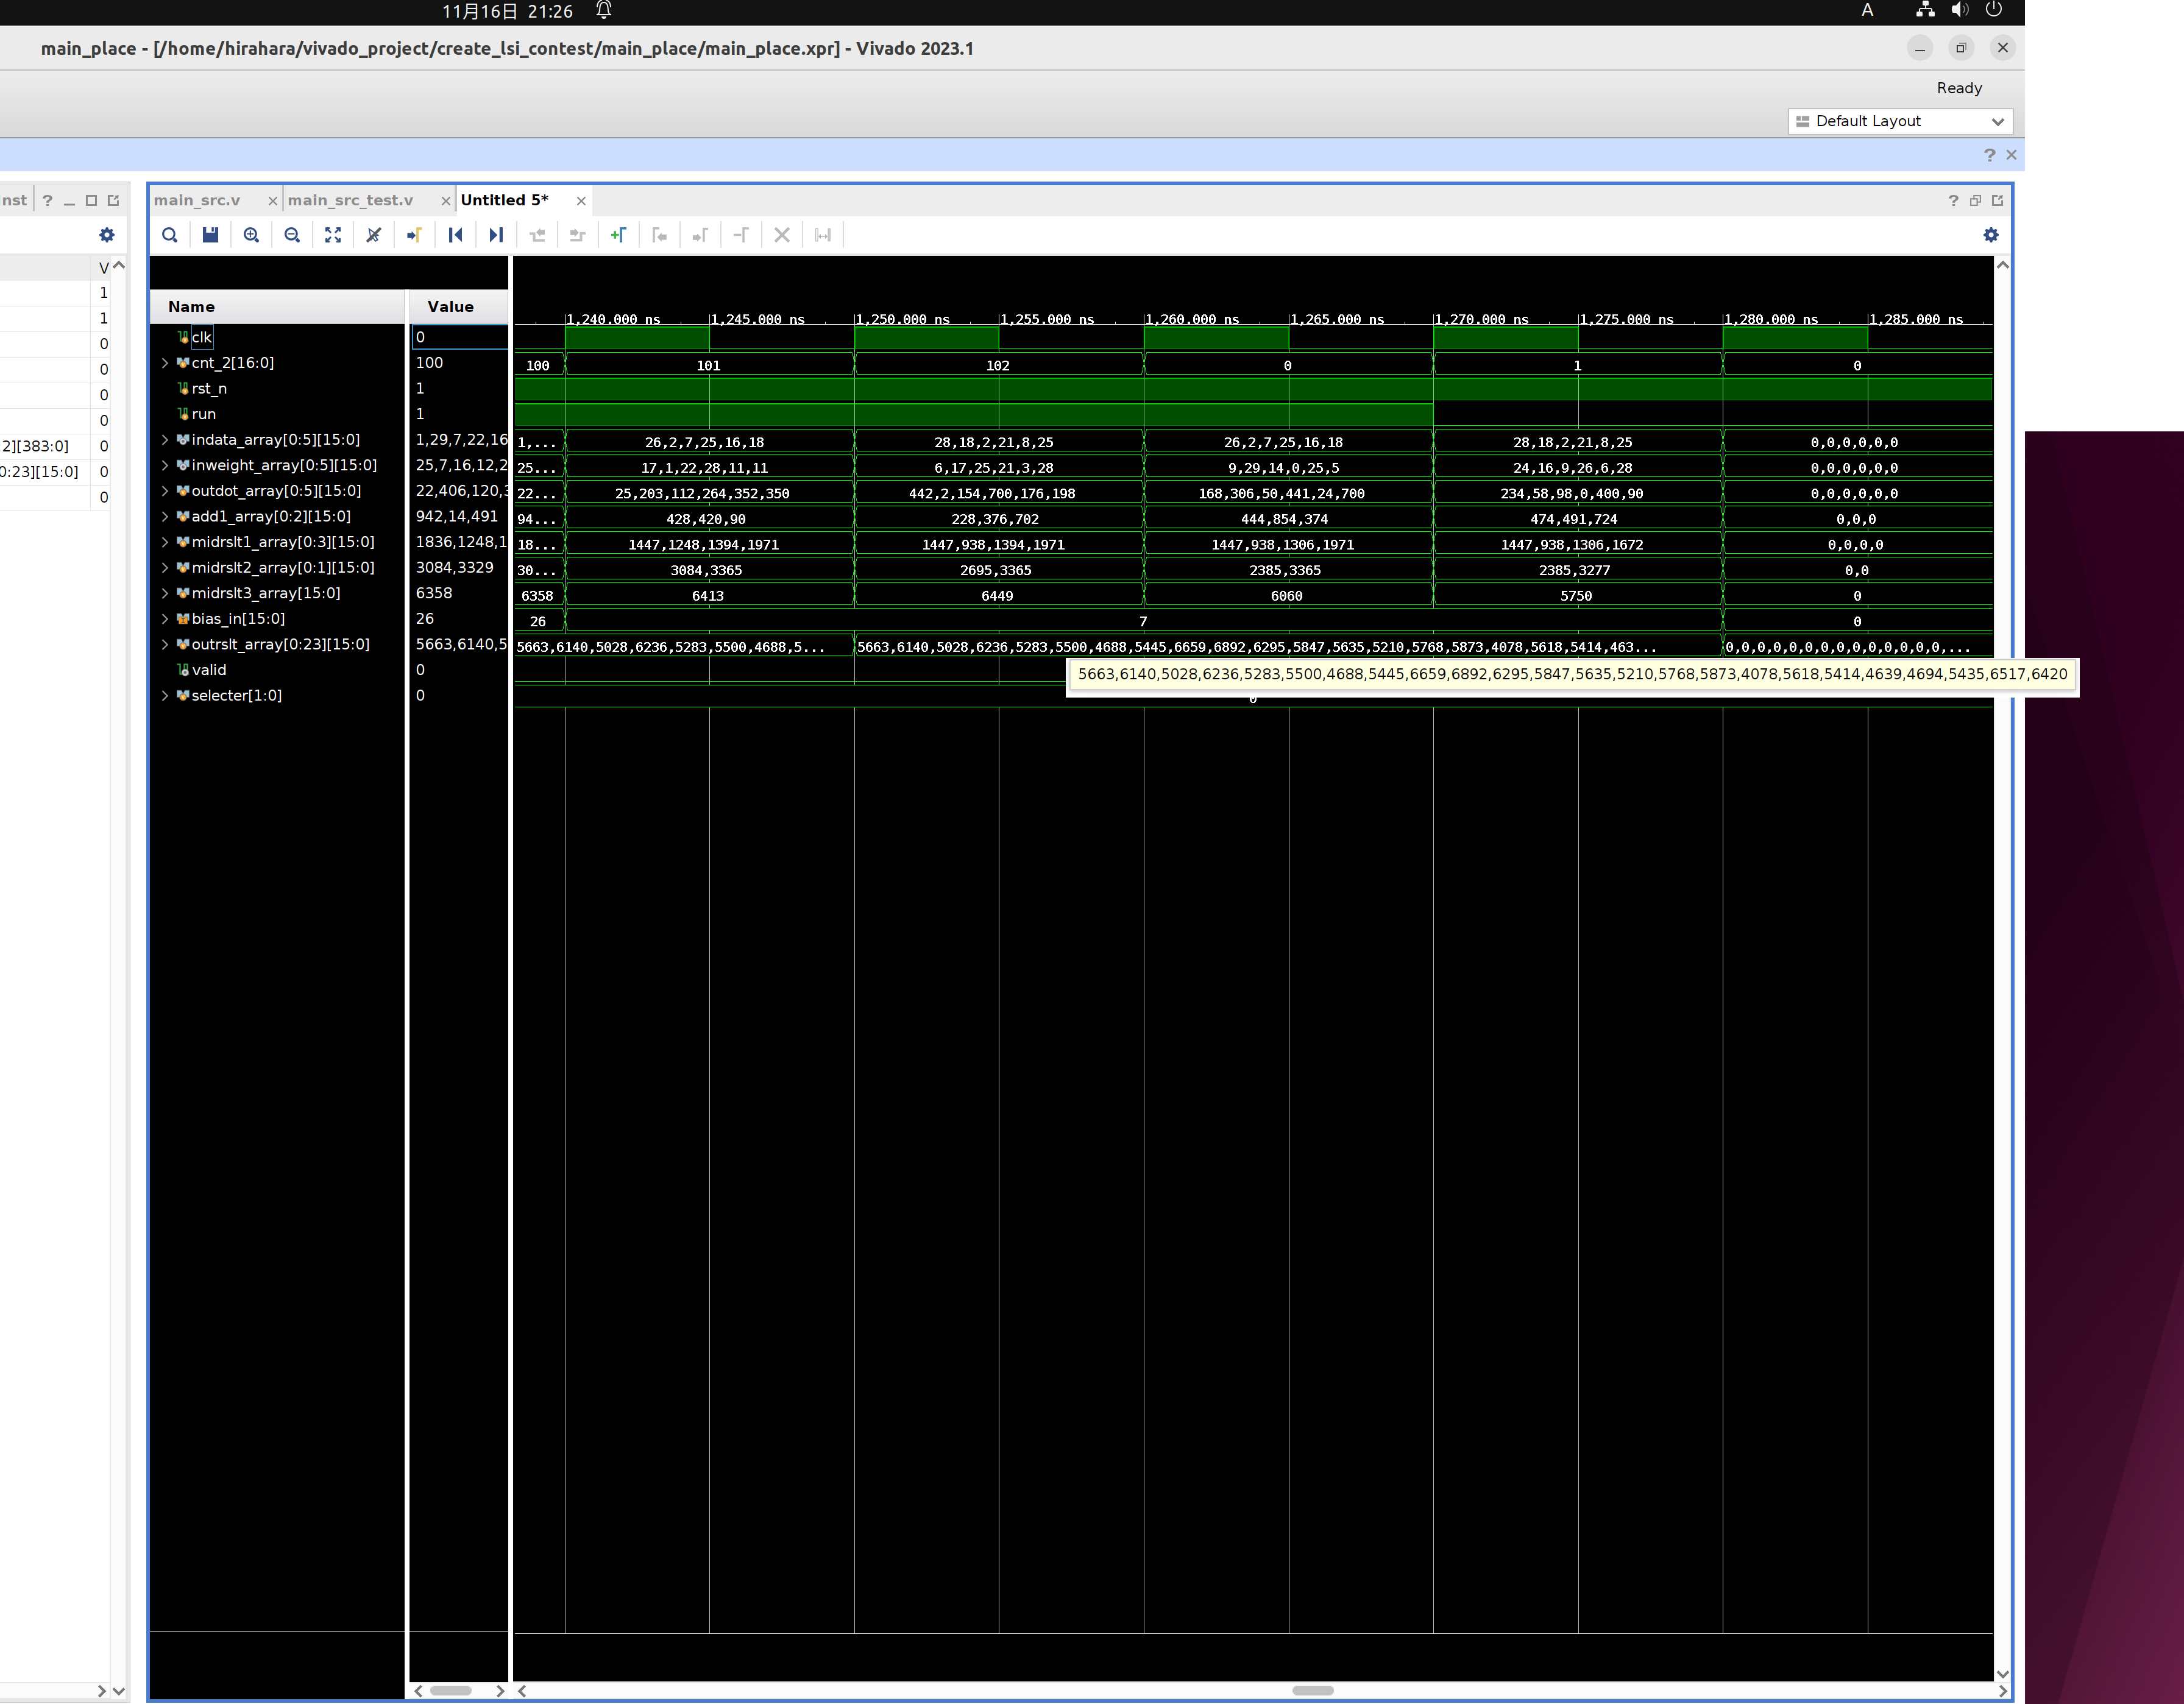 11月16日 21:26 A
main_place - [/home/hirahara/vivado_project/create_lsi_contest/main_place/main_place.xpr] - Vivado 2023.1
Ready
Default Layout
? ×
nst ? main_src.v × main_src_test.v × Untitled 5* × ?
V
1
1
0
0
0
0
2][383:0] 0
0:23][15:0] 0
0
Name Value
1,240.000 ns 1,245.000 ns 1,250.000 ns 1,255.000 ns 1,260.000 ns 1,265.000 ns 1,270.000 ns 1,275.000 ns 1,280.000 ns 1,285.000 ns
clk 0
cnt_2[16:0] 100 100 101 102 0 1 0
rst_n 1
run 1
indata_array[0:5][15:0] 1,29,7,22,16 1,... 26,2,7,25,16,18 28,18,2,21,8,25 26,2,7,25,16,18 28,18,2,21,8,25 0,0,0,0,0,0
inweight_array[0:5][15:0] 25,7,16,12,2 25... 17,1,22,28,11,11 6,17,25,21,3,28 9,29,14,0,25,5 24,16,9,26,6,28 0,0,0,0,0,0
outdot_array[0:5][15:0] 22,406,120,3 22... 25,203,112,264,352,350 442,2,154,700,176,198 168,306,50,441,24,700 234,58,98,0,400,90 0,0,0,0,0,0
add1_array[0:2][15:0] 942,14,491 94... 428,420,90 228,376,702 444,854,374 474,491,724 0,0,0
midrslt1_array[0:3][15:0] 1836,1248,1 18... 1447,1248,1394,1971 1447,938,1394,1971 1447,938,1306,1971 1447,938,1306,1672 0,0,0,0
midrslt2_array[0:1][15:0] 3084,3329 30... 3084,3365 2695,3365 2385,3365 2385,3277 0,0
midrslt3_array[15:0] 6358 6358 6413 6449 6060 5750 0
bias_in[15:0] 26 26 7 0
outrslt_array[0:23][15:0] 5663,6140,5 5663,6140,5028,6236,5283,5500,4688,5... 5663,6140,5028,6236,5283,5500,4688,5445,6659,6892,6295,5847,5635,5210,5768,5873,4078,5618,5414,463... 0,0,0,0,0,0,0,0,0,0,0,0,0,0,...
valid 0
5663,6140,5028,6236,5283,5500,4688,5445,6659,6892,6295,5847,5635,5210,5768,5873,4078,5618,5414,4639,4694,5435,6517,6420
selecter[1:0] 0 0